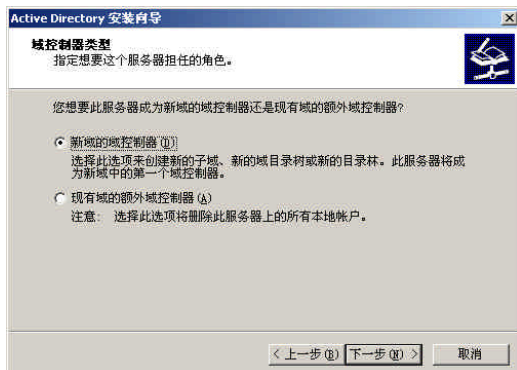 Active Directory 安装向导
域控制器类型
指定想要这个服务器担任的角色。
您想要此服务器成为新域的域控制器还是现有域的额外域控制器?
新域的域控制器(D)
选择此选项来创建新的子域、新的域目录树或新的目录林。此服务器将成
为新域中的第一个域控制器。
现有域的额外域控制器(A)
注意: 选择此选项将删除此服务器上的所有本地帐户。
< 上一步(B) 下一步(N) > 取消